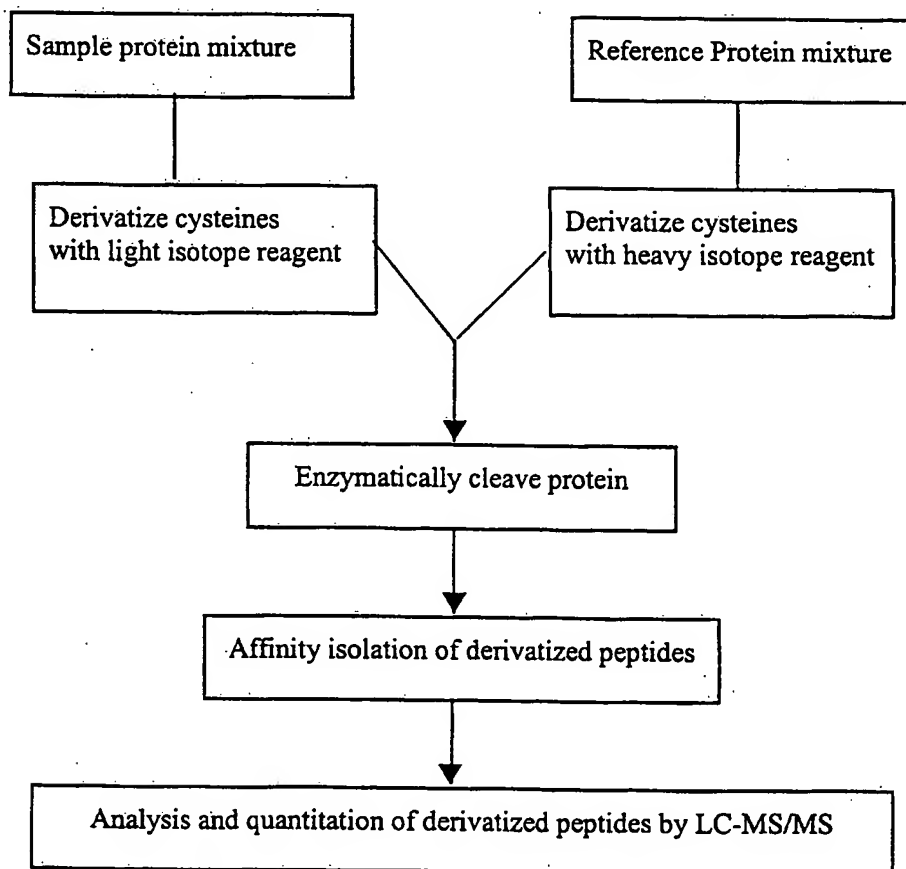 Sample protein mixture
Reference Protein mixture
Derivatize cysteines
with light isotope reagent
Derivatize cysteines
with heavy isotope reagent
Enzymatically cleave protein
Affinity isolation of derivatized peptides
Analysis and quantitation of derivatized peptides by LC-MS/MS